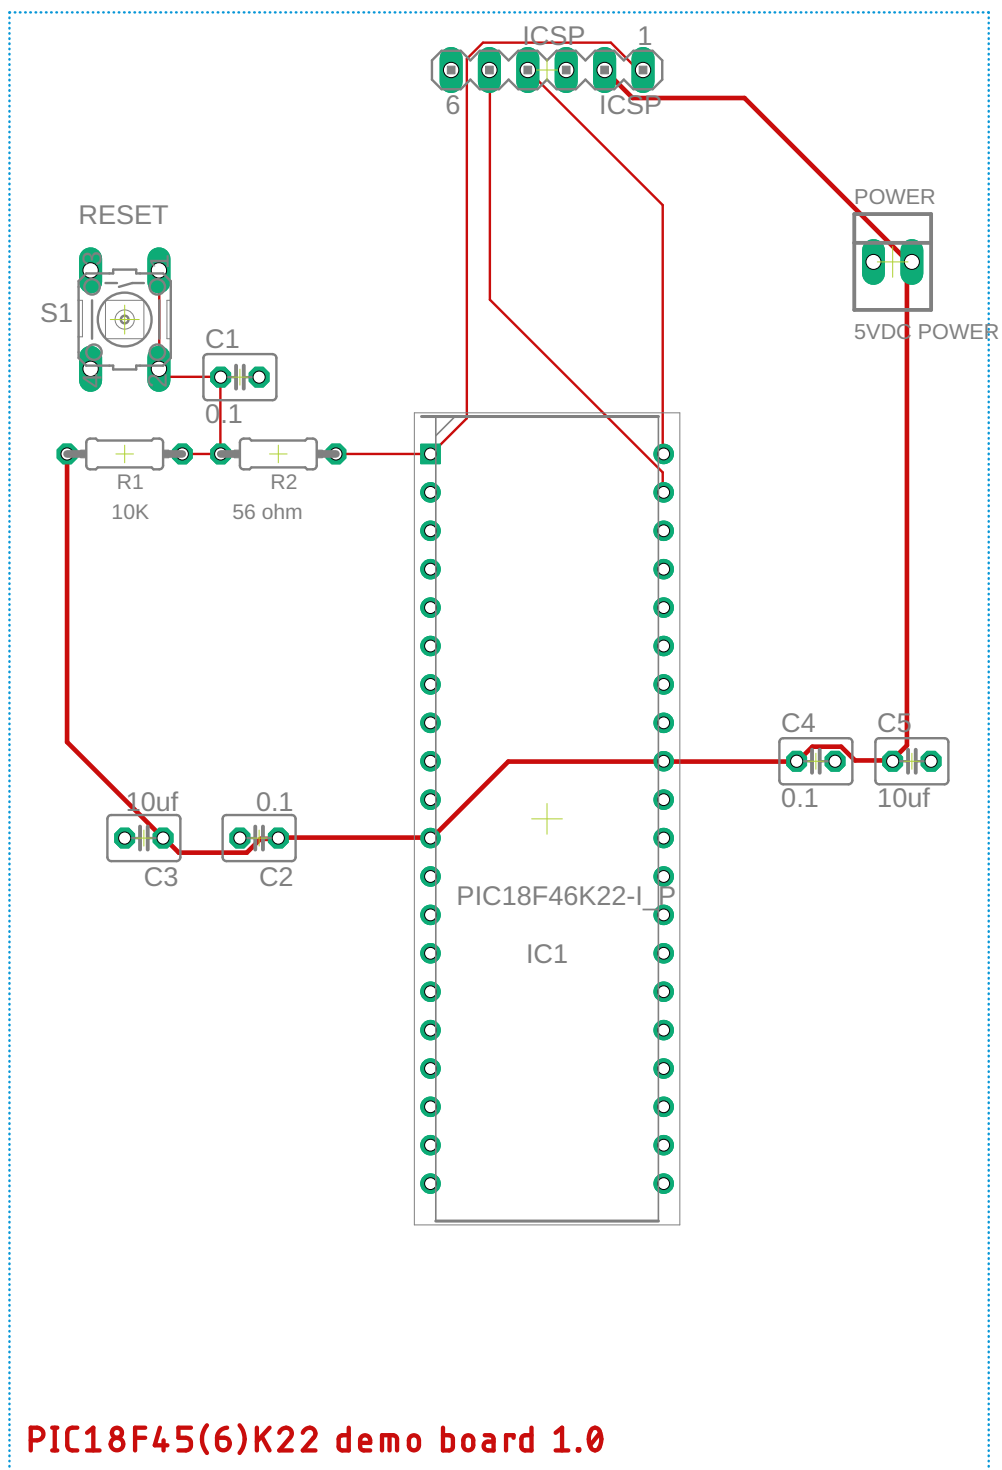 ICSP
1
6
ICSP
POWER
RESET
S1
5VDC POWER
C1
0.1
R1
R2
10K
56 ohm
C4
C5
10uf
0.1
0.1
10uf
C3
C2
PIC18F46K22-I_P
IC1
PIC18F45(6)K22 demo board 1.0